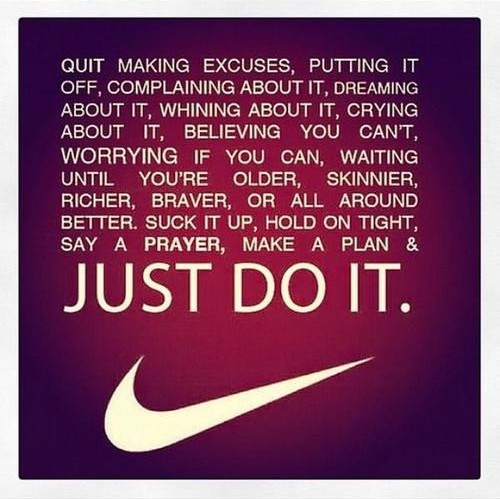 QUIT MAKING EXCUSES, PUTTING IT
OFF, COMPLAINING ABOUT IT, DREAMING
ABOUT IT, WHINING ABOUT IT, CRYING
ABOUT IT, BELIEVING YOU CAN'T,
WORRYING IF YOU CAN, WAITING
UNTIL YOU'RE OLDER, SKINNIER,
RICHER, BRAVER, OR ALL AROUND
BETTER. SUCK IT UP, HOLD ON TIGHT,
SAY A PRAYER, MAKE A PLAN &
JUST DO IT.